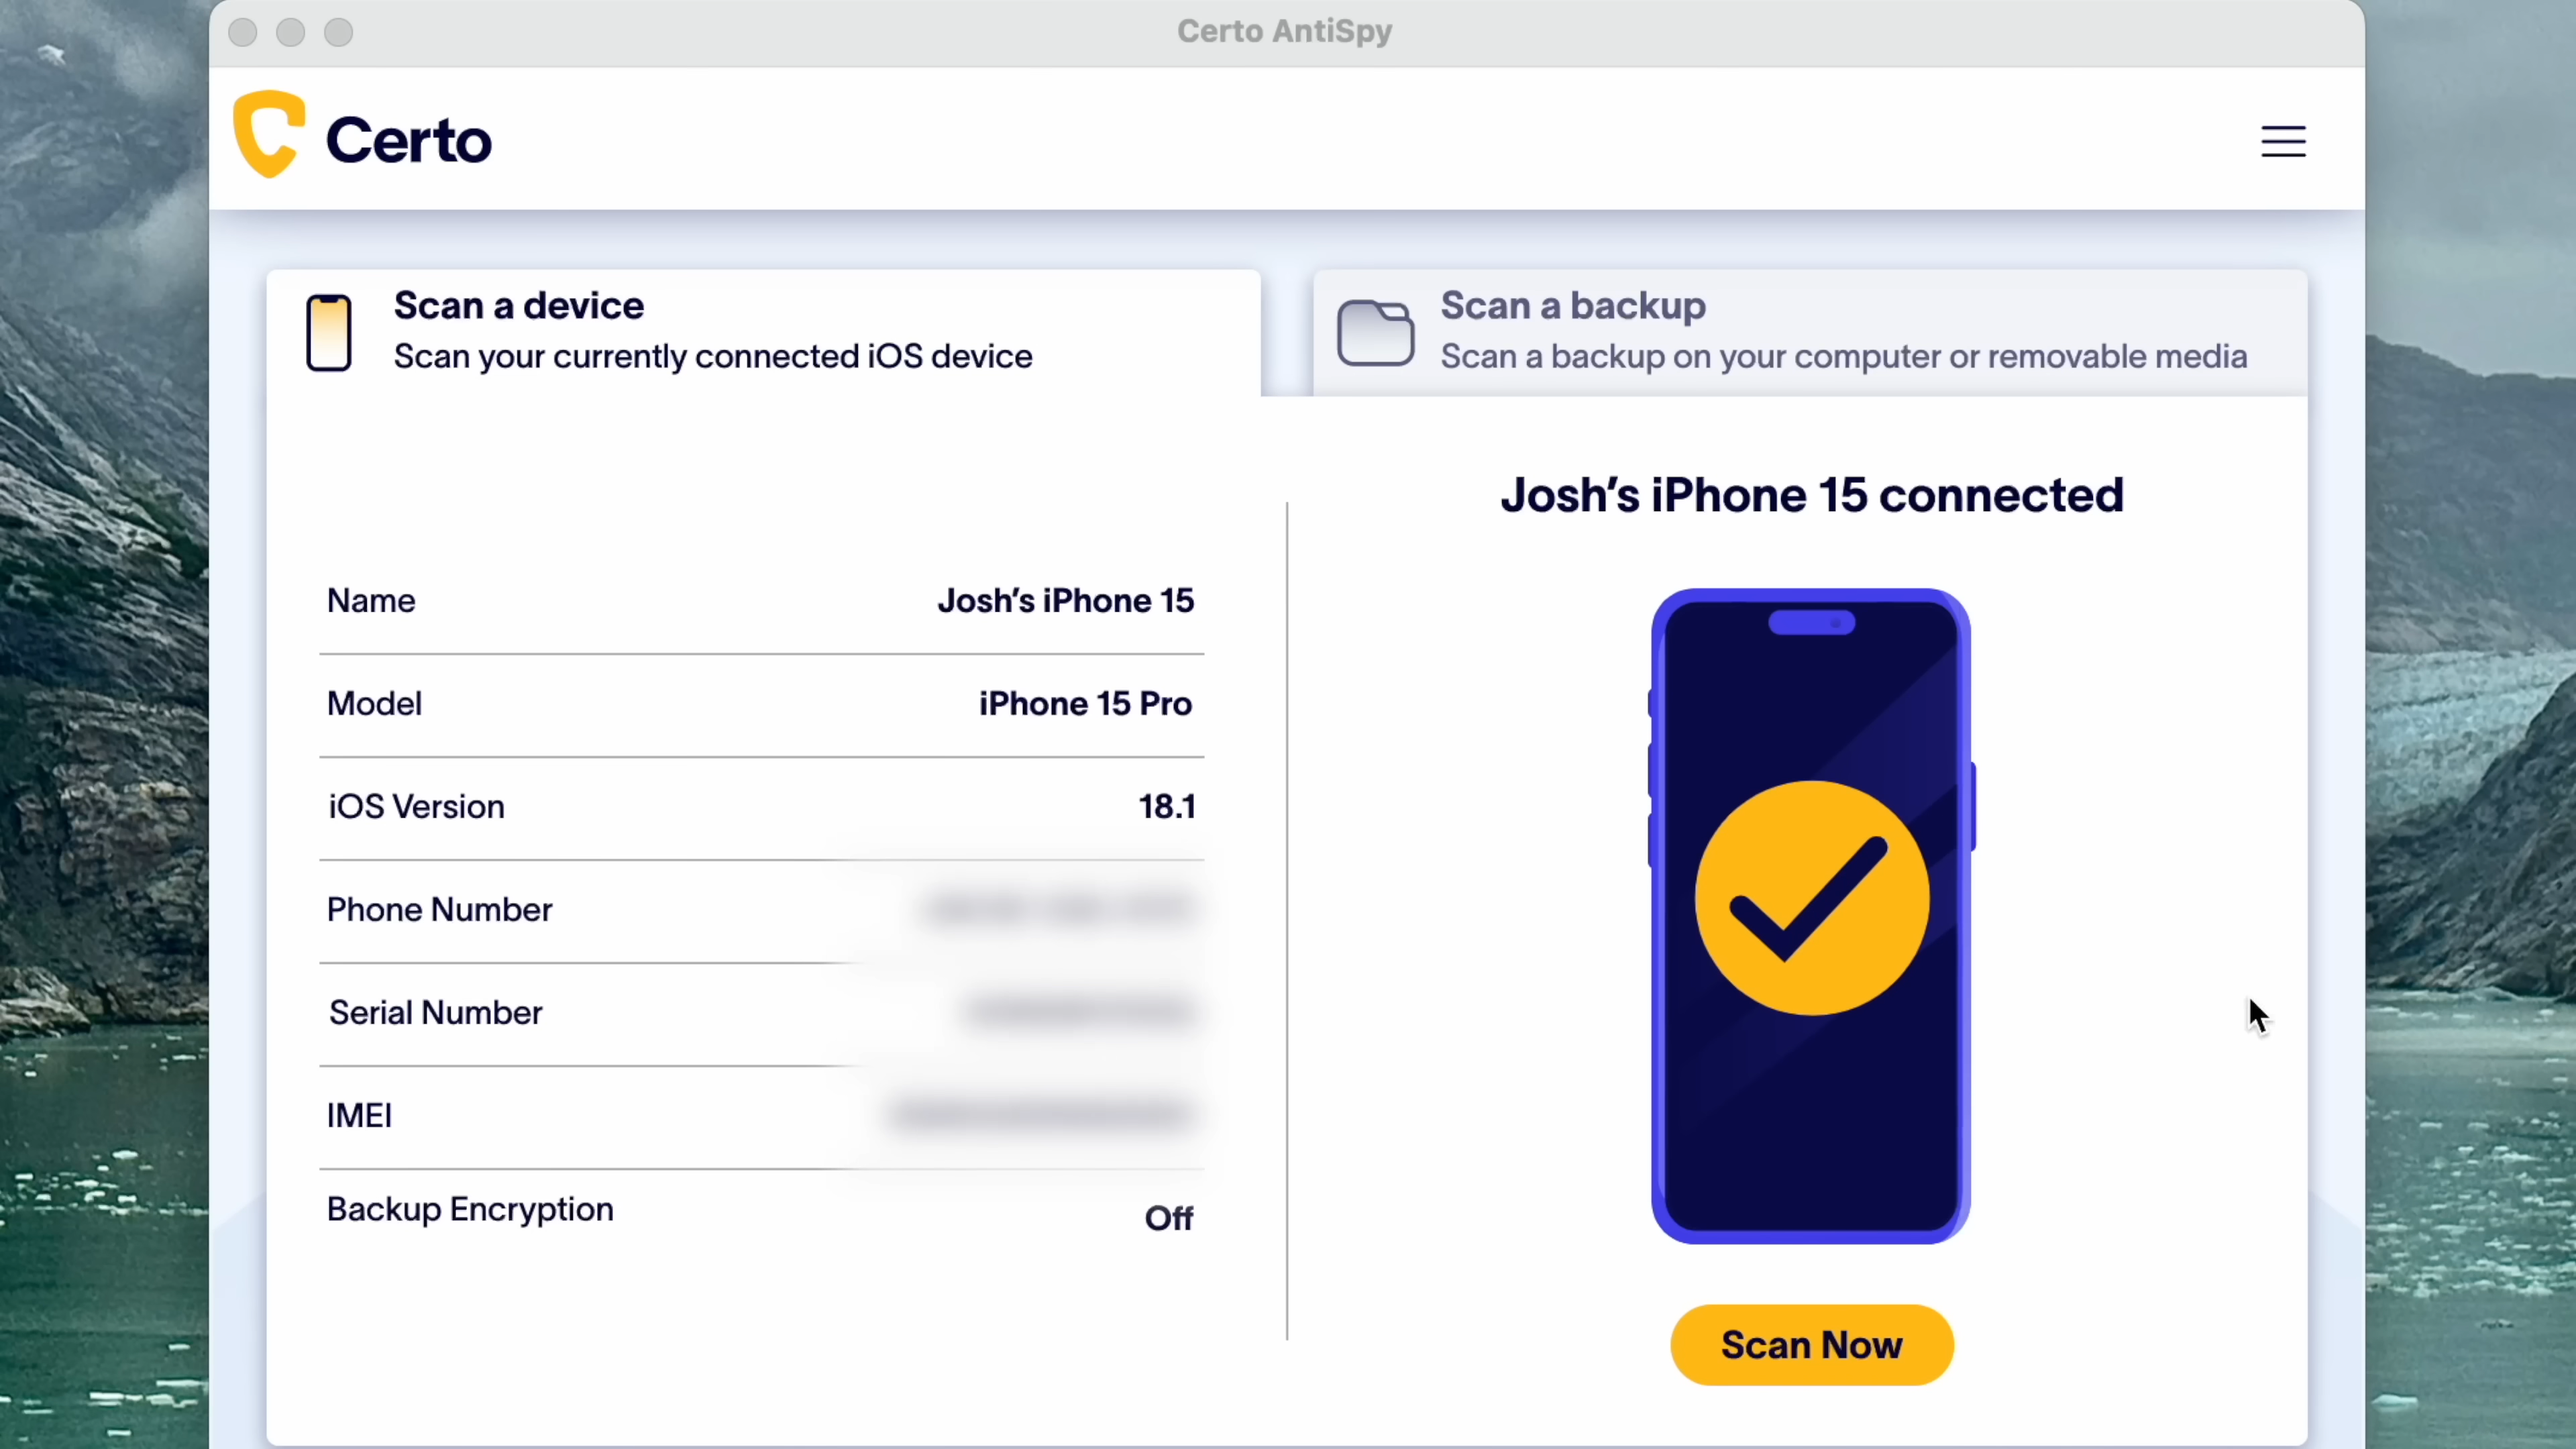 Certo AntiSpy
Certo
Scan a device
Scan your currently connected iOS device
Scan a backup
Scan a backup on your computer or removable media
Josh’s iPhone 15 connected
Name
Josh’s iPhone 15
Model
iPhone 15 Pro
iOS Version
18.1
Phone Number
Serial Number
IMEI
Backup Encryption
Off
Scan Now